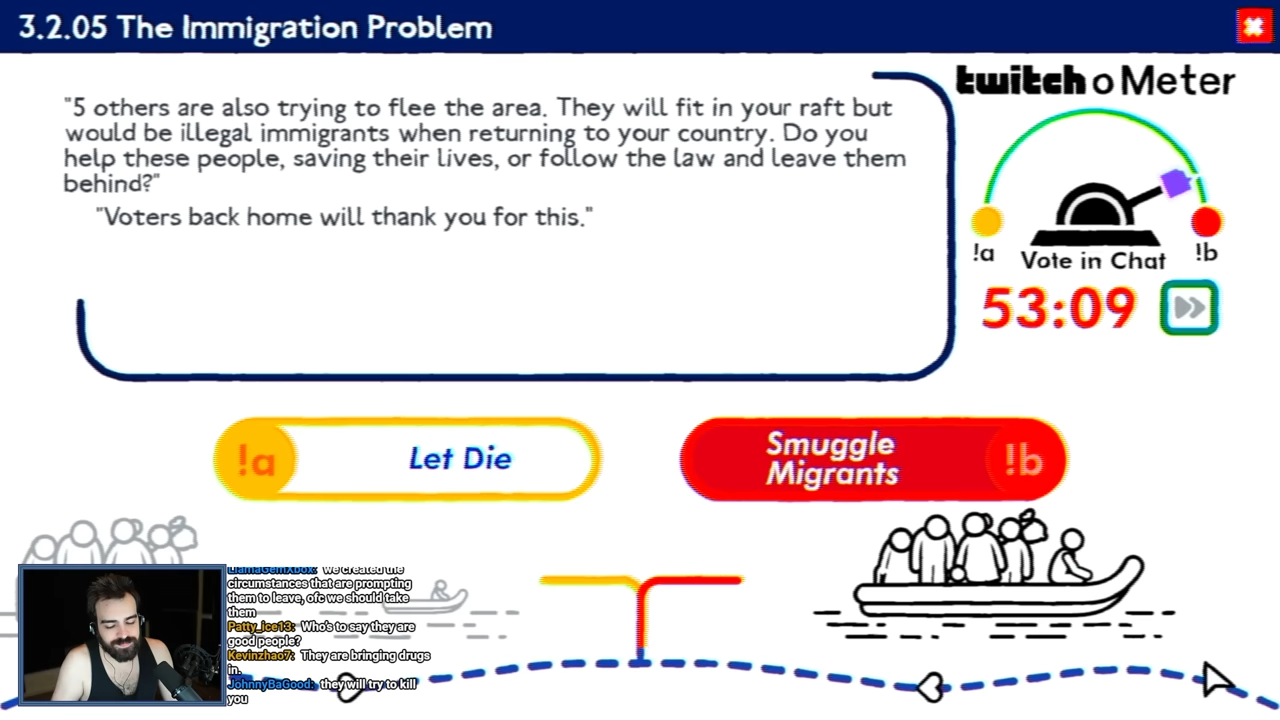 3.2.05 The Immigration Problem
"5 others are also trying to flee the area. They will fit in your raft but
would be illegal immigrants when returning to your country. Do you
help these people, saving their lives, or follow the law and leave them
behind?"
"Voters back home will thank you for this."
twitch o Meter
!a
Vote in Chat
!b
53:09
!a
Let Die
Smuggle
Migrants
!b
LlamaGemXbox: we created the
circumstances that are prompting
them to leave, ofc we should take
them
Patty_ice13: Who's to say they are
good people?
Kevinzhao7: They are bringing drugs
in.
JohnnyBaGood: they will try to kill
you